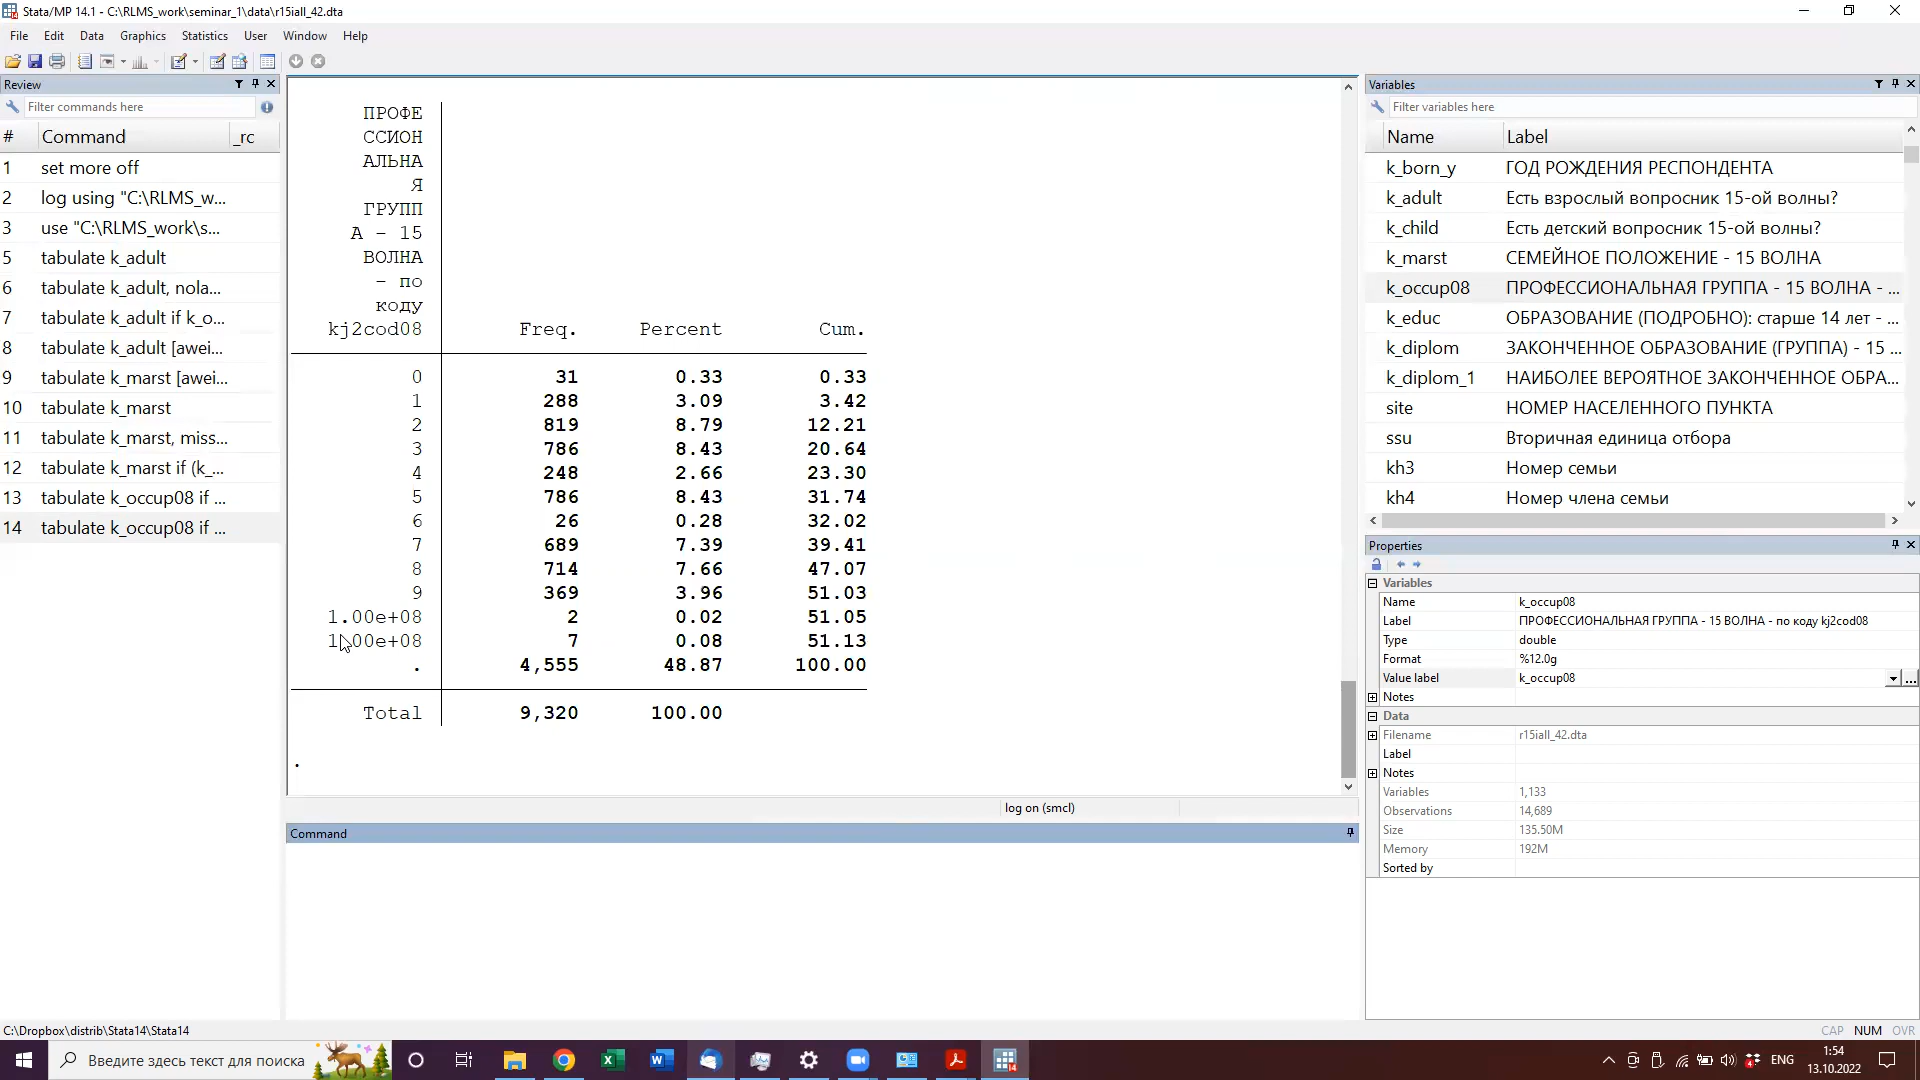 Stata/MP 14.1 - C:\RLMS_work\seminar_1\data\r15iall_42.dta
File Edit Data Graphics Statistics User Window Help
Review
Filter commands here
# Command _rc
1 set more off
2 log using "C:\RLMS_w...
3 use "C:\RLMS_work\s...
5 tabulate k_adult
6 tabulate k_adult, nola...
7 tabulate k_adult if k_o...
8 tabulate k_adult [awei...
9 tabulate k_marst [awei...
10 tabulate k_marst
11 tabulate k_marst, miss...
12 tabulate k_marst if (k_...
13 tabulate k_occup08 if ...
14 tabulate k_occup08 if ...
ПРОФЕ
ССИОН
АЛЬНА
Я
ГРУПП
А - 15
ВОЛНА
- по
коду
kj2cod08 Freq. Percent Cum.
0 31 0.33 0.33
1 288 3.09 3.42
2 819 8.79 12.21
3 786 8.43 20.64
4 248 2.66 23.30
5 786 8.43 31.74
6 26 0.28 32.02
7 689 7.39 39.41
8 714 7.66 47.07
9 369 3.96 51.03
1.00e+08 2 0.02 51.05
1.00e+08 7 0.08 51.13
. 4,555 48.87 100.00
Total 9,320 100.00
.
log on (smcl)
Command
Variables
Filter variables here
Name Label
k_born_y ГОД РОЖДЕНИЯ РЕСПОНДЕНТА
k_adult Есть взрослый вопросник 15-ой волны?
k_child Есть детский вопросник 15-ой волны?
k_marst СЕМЕЙНОЕ ПОЛОЖЕНИЕ - 15 ВОЛНА
k_occup08 ПРОФЕССИОНАЛЬНАЯ ГРУППА - 15 ВОЛНА - ...
k_educ ОБРАЗОВАНИЕ (ПОДРОБНО): старше 14 лет - ...
k_diplom ЗАКОНЧЕННОЕ ОБРАЗОВАНИЕ (ГРУППА) - 15 ...
k_diplom_1 НАИБОЛЕЕ ВЕРОЯТНОЕ ЗАКОНЧЕННОЕ ОБРА...
site НОМЕР НАСЕЛЕННОГО ПУНКТА
ssu Вторичная единица отбора
kh3 Номер семьи
kh4 Номер члена семьи
Properties
Variables
Name k_occup08
Label ПРОФЕССИОНАЛЬНАЯ ГРУППА - 15 ВОЛНА - по коду kj2cod08
Type double
Format %12.0g
Value label k_occup08
Notes
Data
Filename r15iall_42.dta
Label
Notes
Variables 1,133
Observations 14,689
Size 135.50M
Memory 192M
Sorted by
C:\Dropbox\distrib\Stata14\Stata14
CAP NUM OVR
Введите здесь текст для поиска
ENG
1:54
13.10.2022